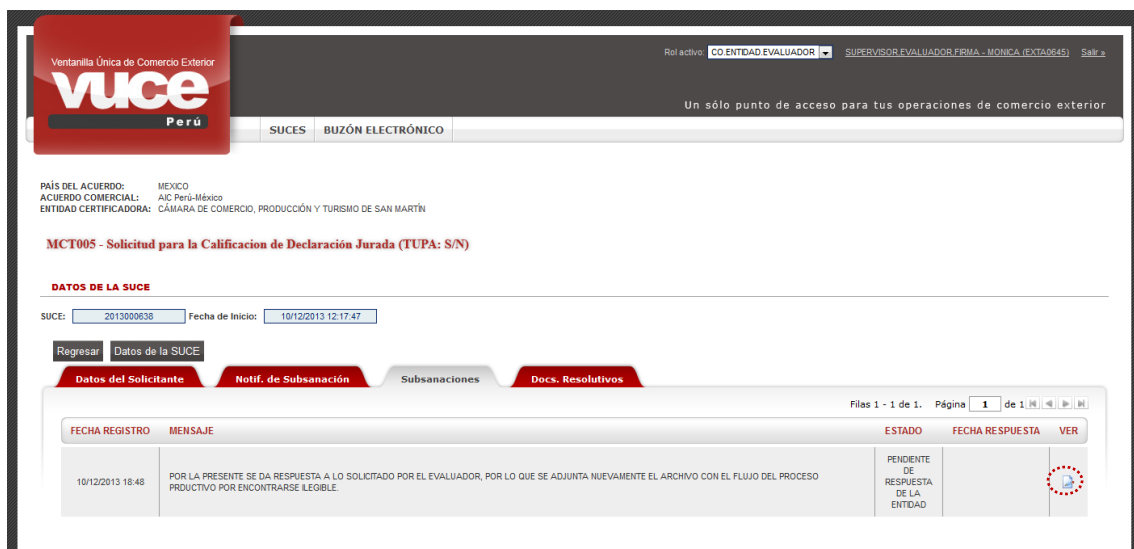 Ventanilla Única de Comercio Exterior
vuce
Perú
Rol activo: CO.ENTIDAD.EVALUADOR SUPERVISOR.EVALUADOR.FIRMA - MONICA (EXTA0645) Salir »
Un sólo punto de acceso para tus operaciones de comercio exterior
SUCES BUZÓN ELECTRÓNICO
PAÍS DEL ACUERDO: MEXICO
ACUERDO COMERCIAL: AIC Perú-México
ENTIDAD CERTIFICADORA: CÁMARA DE COMERCIO, PRODUCCIÓN Y TURISMO DE SAN MARTÍN
MCT005 - Solicitud para la Calificacion de Declaración Jurada (TUPA: S/N)
DATOS DE LA SUCE
SUCE: 2013000638 Fecha de Inicio: 10/12/2013 12:17:47
Regresar Datos de la SUCE
Datos del Solicitante Notif. de Subsanación Subsanaciones Docs. Resolutivos
Filas 1 - 1 de 1. Página 1 de 1
FECHA REGISTRO MENSAJE ESTADO FECHA RESPUESTA VER
10/12/2013 18:48
POR LA PRESENTE SE DA RESPUESTA A LO SOLICITADO POR EL EVALUADOR, POR LO QUE SE ADJUNTA NUEVAMENTE EL ARCHIVO CON EL FLUJO DEL PROCESO
PRDUCTIVO POR ENCONTRARSE ILEGIBLE.
PENDIENTE
DE
RESPUESTA
DE LA
ENTIDAD